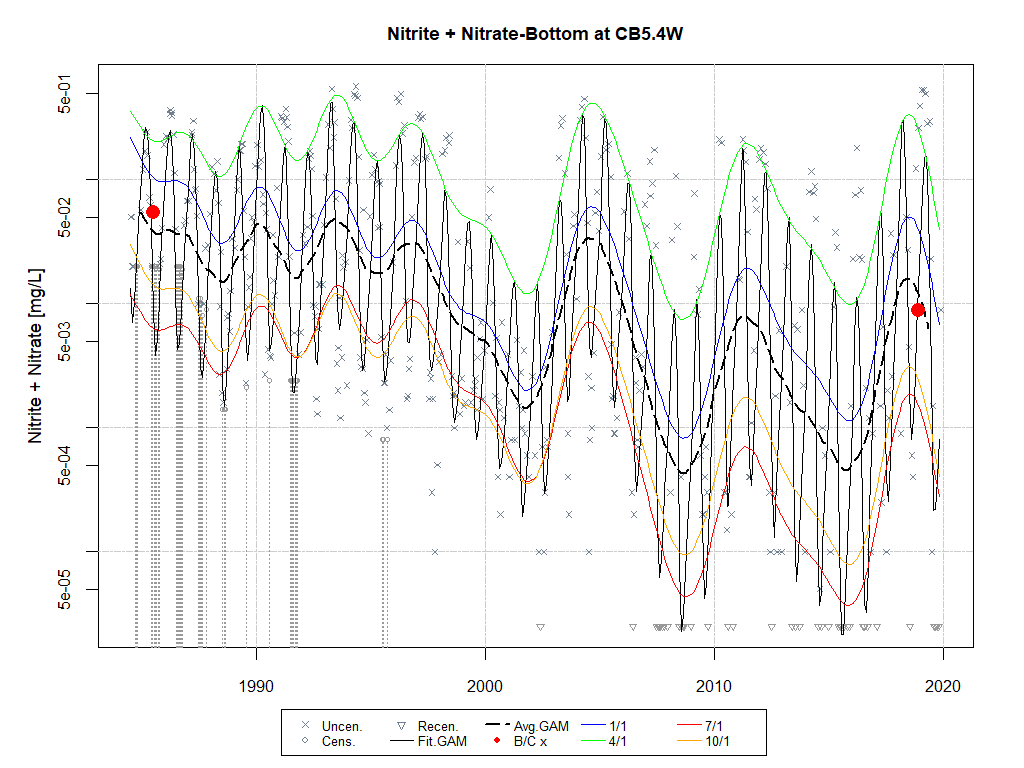 Nitrite + Nitrate-Bottom at CB5.4W
Nitrite + Nitrate [mg/L]
5e-01
5e-02
5e-03
5e-04
5e-05
1990 2000 2010 2020
Uncen. Recen. Avg.GAM 1/1 7/1
Cens. Fit.GAM B/C x 4/1 10/1